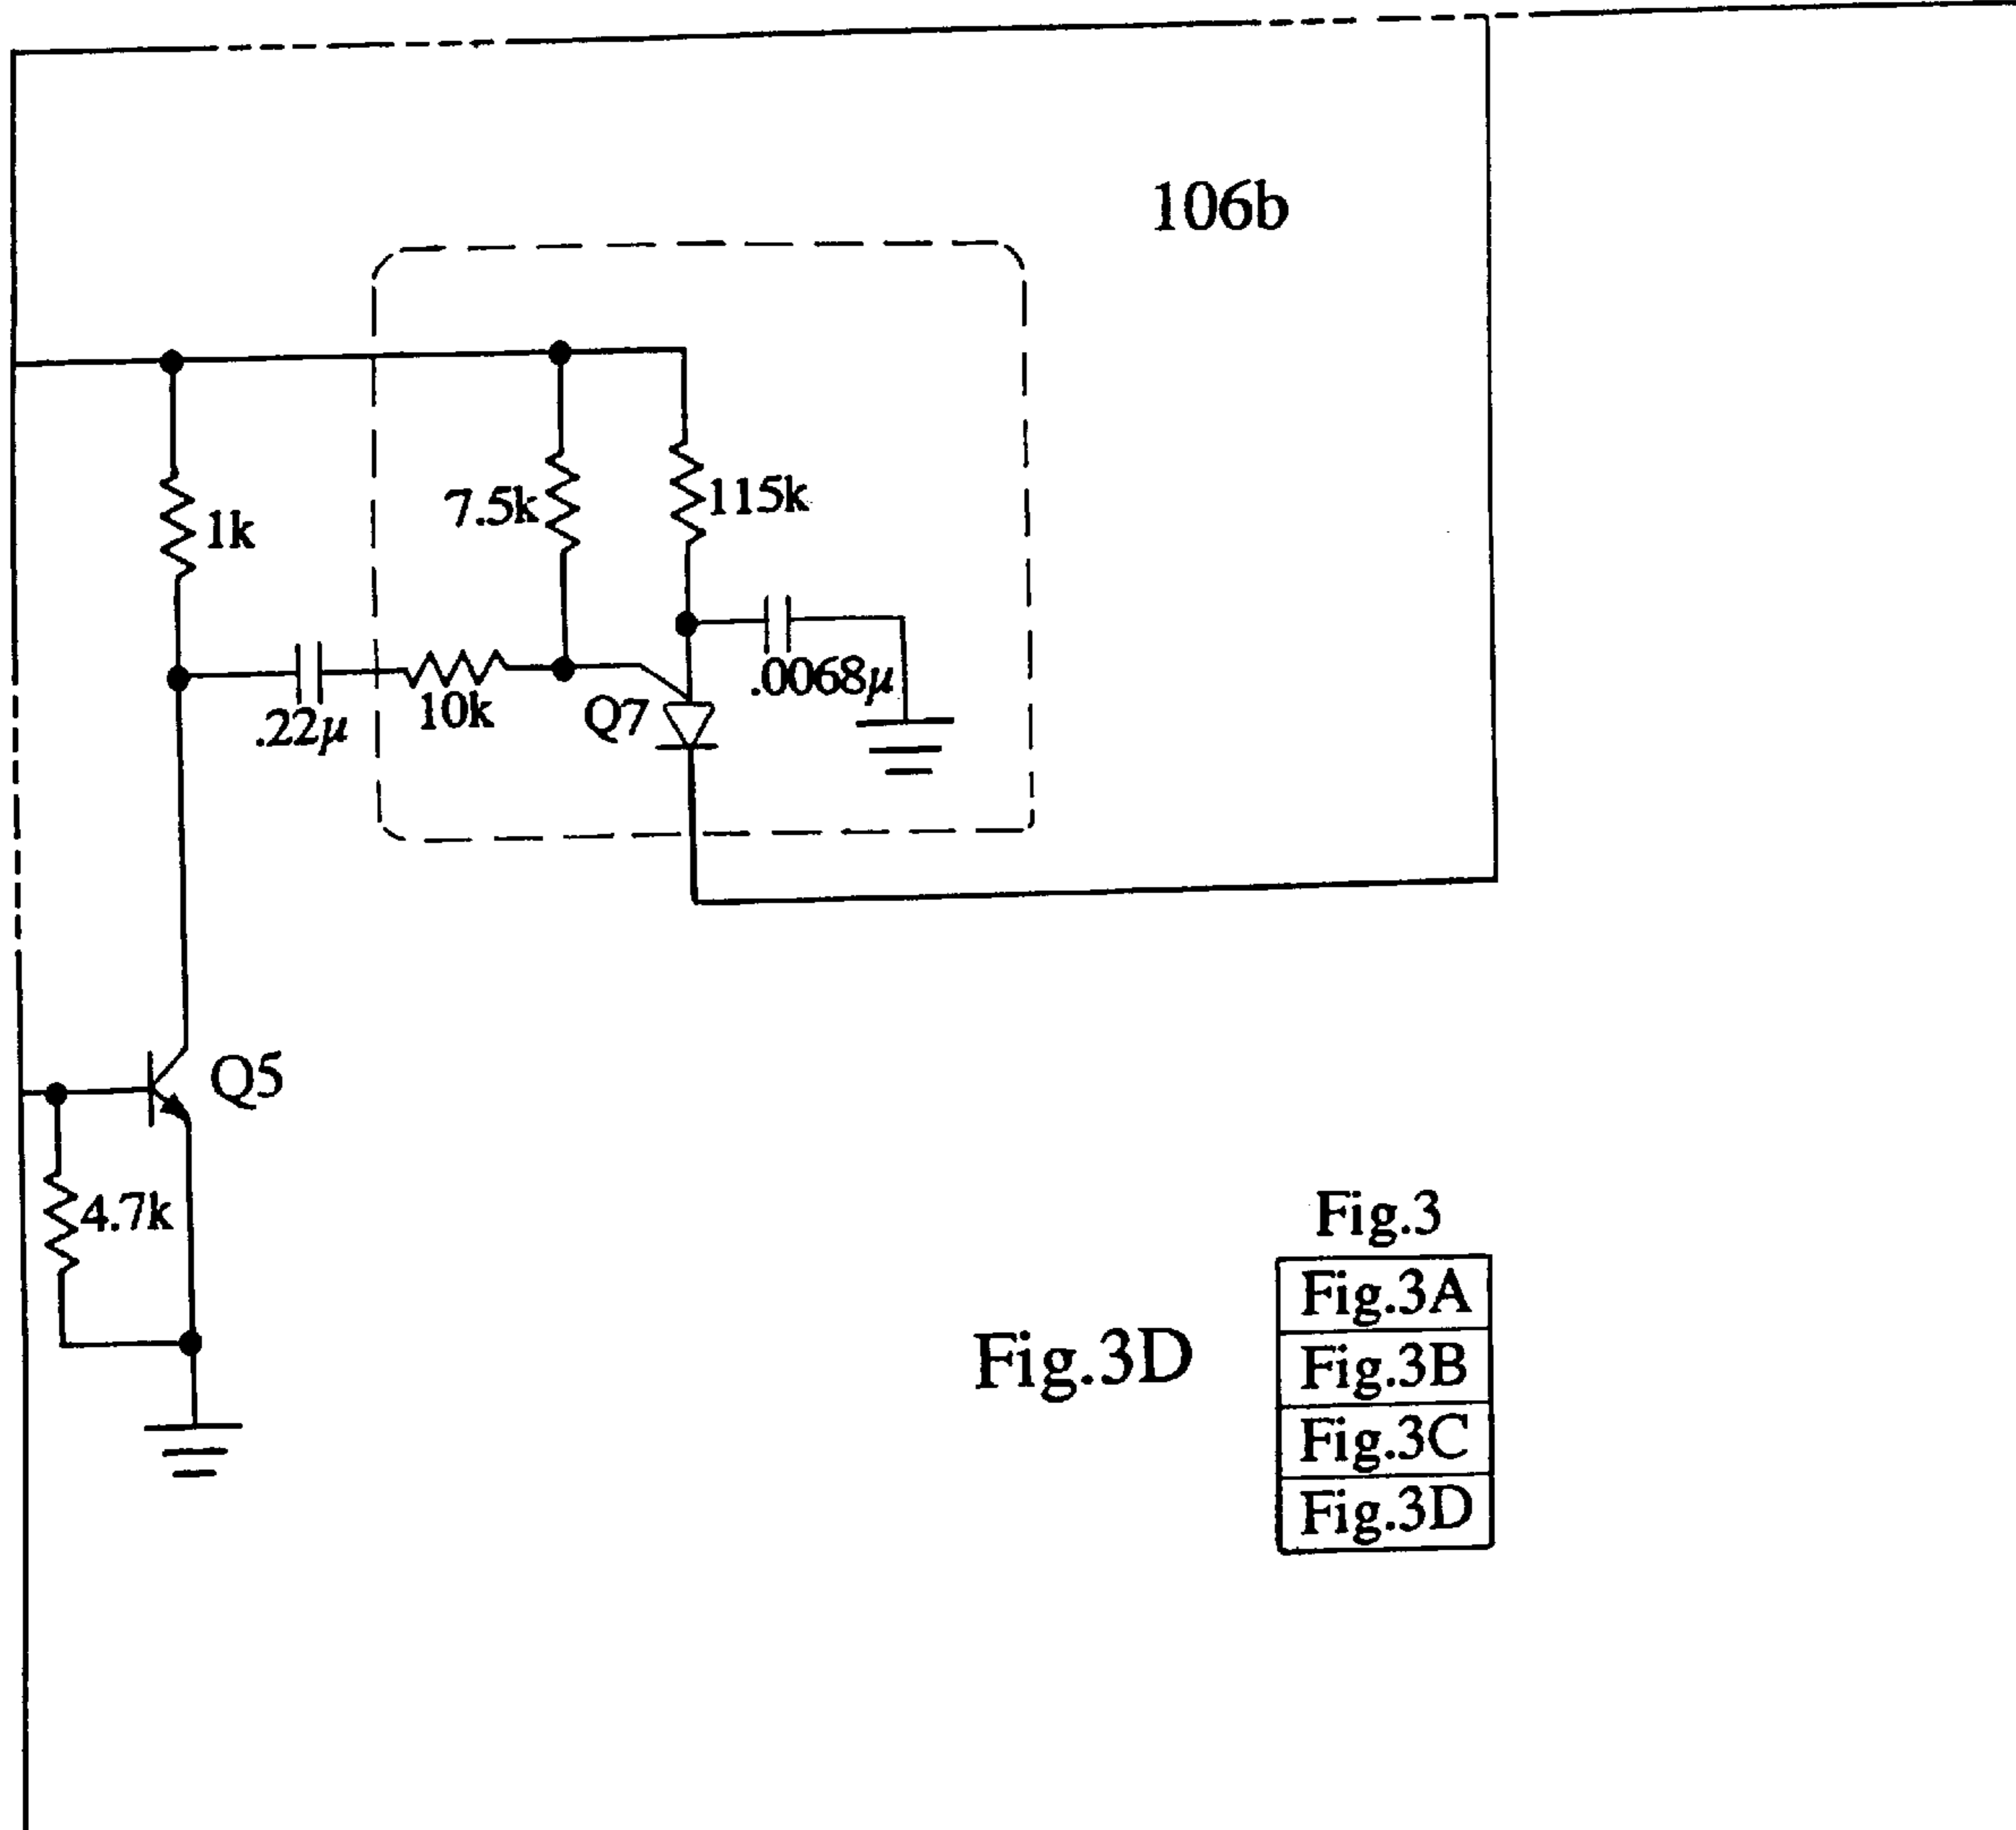 106b
1k
7.5k
115k
.22μ
10k
Q7
.0068μ
Q5
4.7k
Fig.3D
Fig.3
Fig.3A
Fig.3B
Fig.3C
Fig.3D